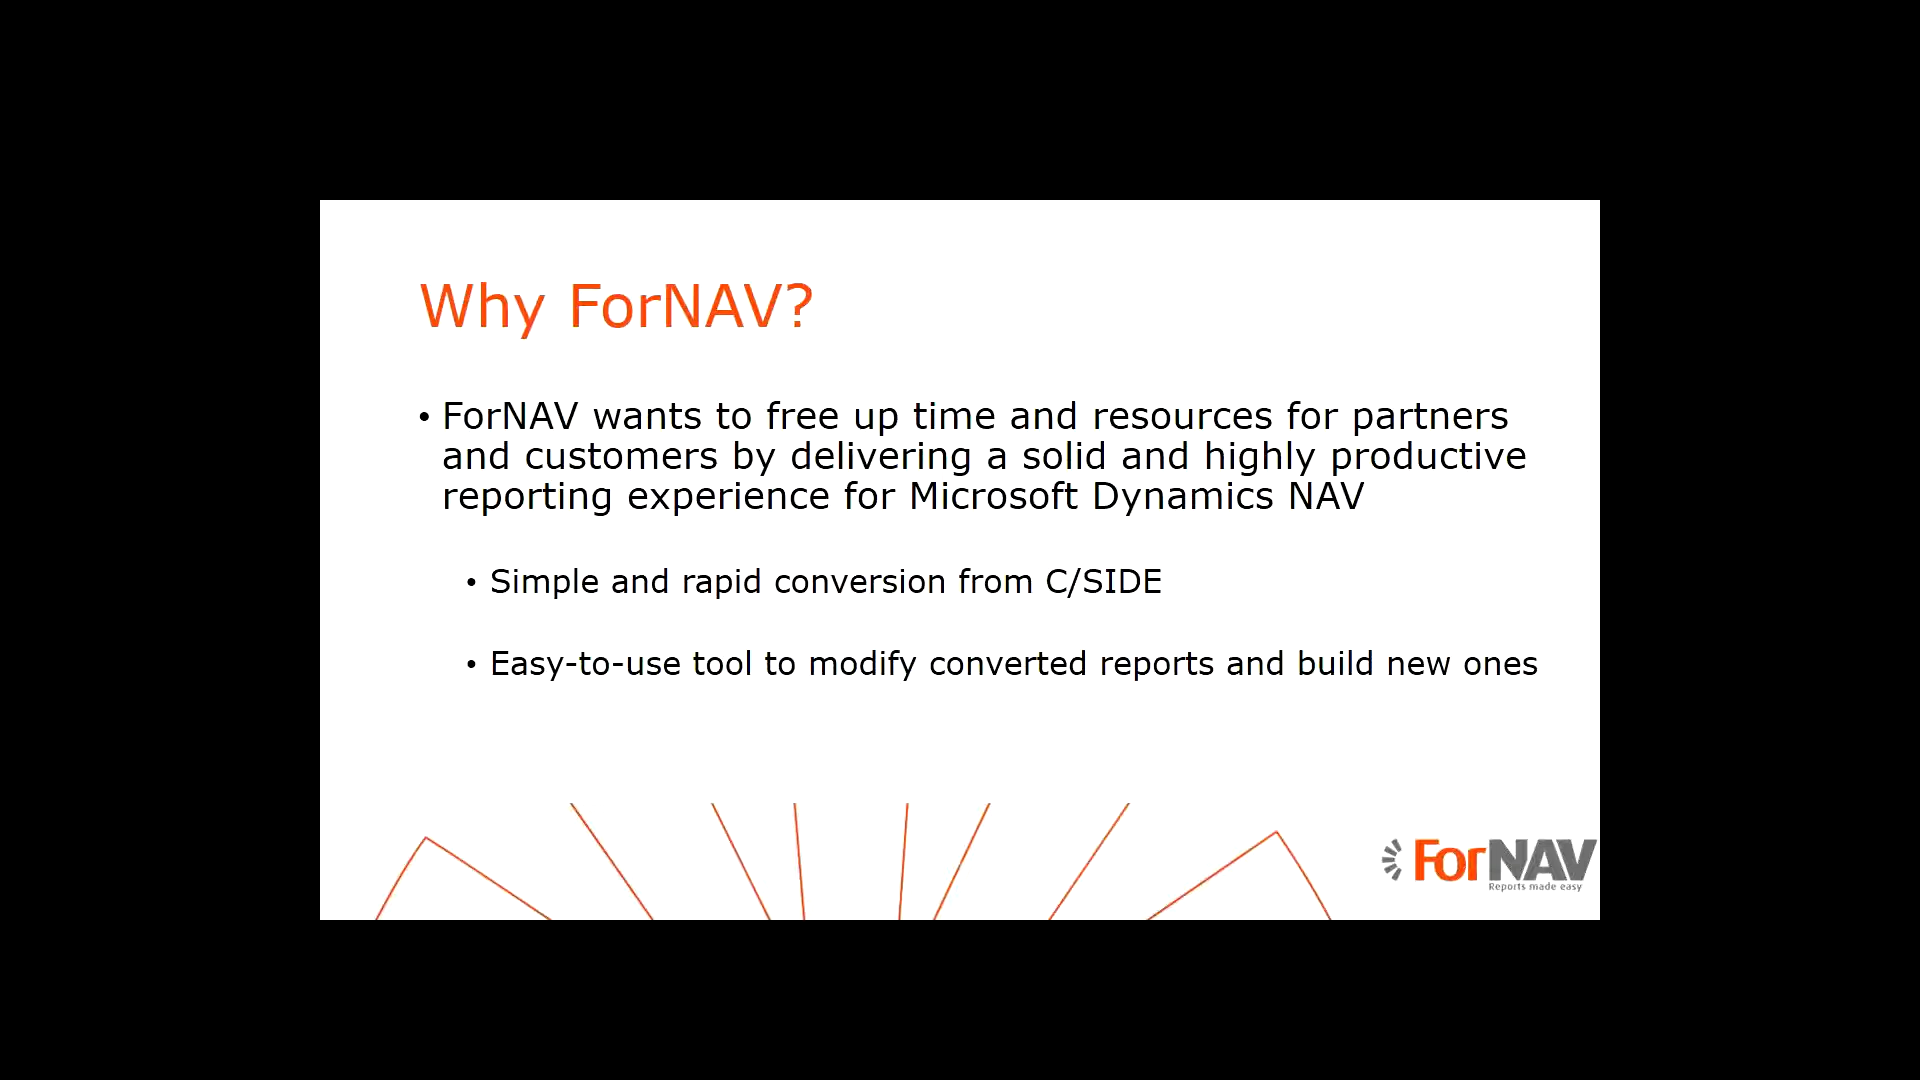 Why ForNAV?
• ForNAV wants to free up time and resources for partners
and customers by delivering a solid and highly productive
reporting experience for Microsoft Dynamics NAV
• Simple and rapid conversion from C/SIDE
• Easy-to-use tool to modify converted reports and build new ones
ForNAV
Reports made easy